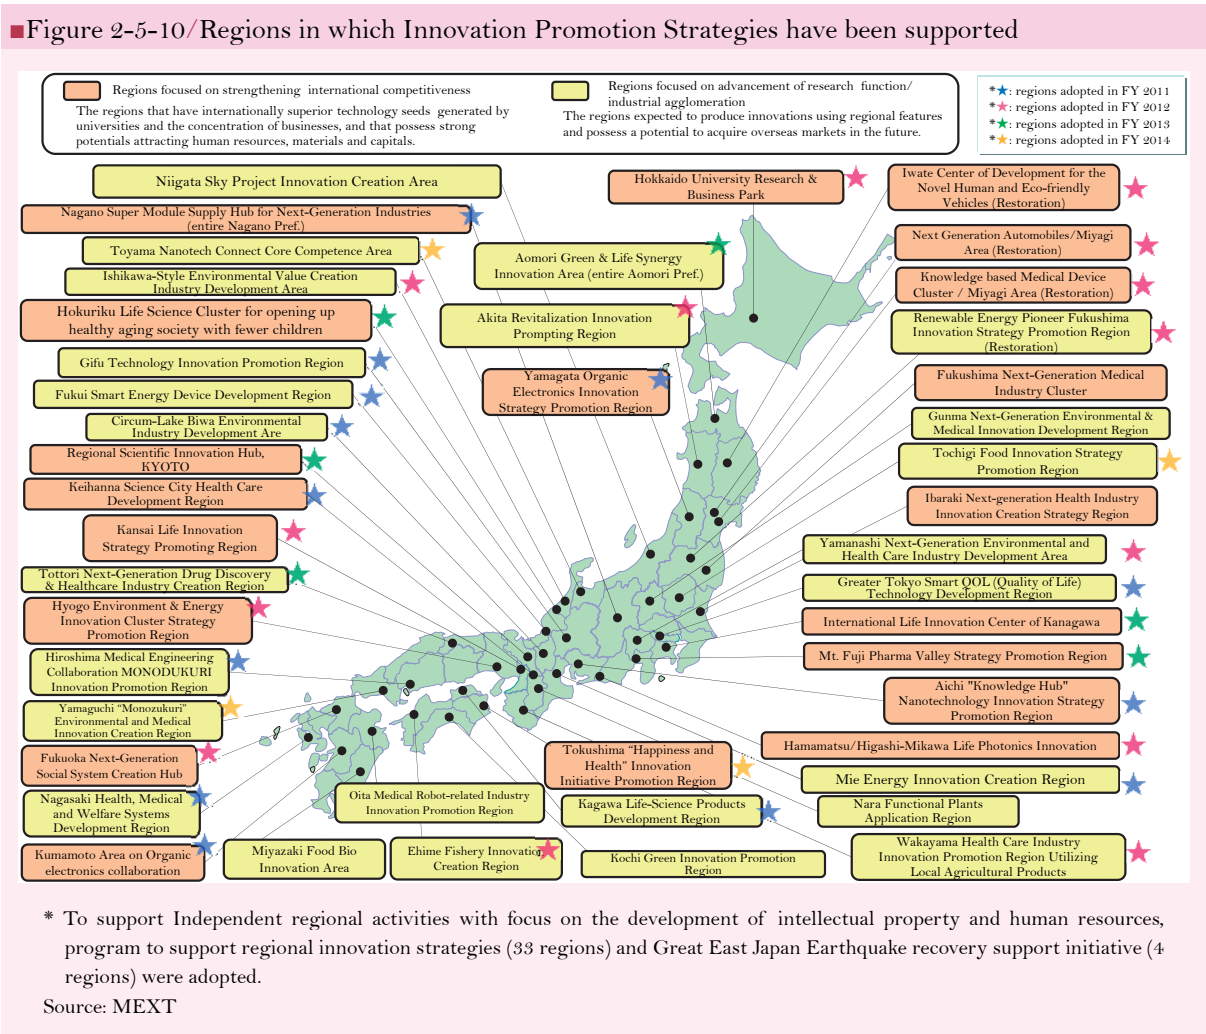 ■Figure 2-5-10/Regions in which Innovation Promotion Strategies have been supported
Regions focused on strengthening international competitiveness
The regions that have internationally superior technology seeds generated by
universities and the concentration of businesses, and that possess strong
potentials attracting human resources, materials and capitals.
Regions focused on advancement of research function/
industrial agglomeration
The regions expected to produce innovations using regional features
and possess a potential to acquire overseas markets in the future.
*★: regions adopted in FY 2011
*★: regions adopted in FY 2012
*★: regions adopted in FY 2013
*★: regions adopted in FY 2014
Niigata Sky Project Innovation Creation Area
Nagano Super Module Supply Hub for Next-Generation Industries
(entire Nagano Pref.)
Toyama Nanotech Connect Core Competence Area
Ishikawa-Style Environmental Value Creation
Industry Development Area
Hokuriku Life Science Cluster for opening up
healthy aging society with fewer children
Gifu Technology Innovation Promotion Region
Fukui Smart Energy Device Development Region
Circum-Lake Biwa Environmental
Industry Development Are
Regional Scientific Innovation Hub,
KYOTO
Keihanna Science City Health Care
Development Region
Kansai Life Innovation
Strategy Promoting Region
Tottori Next-Generation Drug Discovery
& Healthcare Industry Creation Region
Hyogo Environment & Energy
Innovation Cluster Strategy
Promotion Region
Hiroshima Medical Engineering
Collaboration MONODUKURI
Innovation Promotion Region
Yamaguchi “Monozukuri”
Environmental and Medical
Innovation Creation Region
Fukuoka Next-Generation
Social System Creation Hub
Nagasaki Health, Medical
and Welfare Systems
Development Region
Kumamoto Area on Organic
electronics collaboration
Hokkaido University Research &
Business Park
Aomori Green & Life Synergy
Innovation Area (entire Aomori Pref.)
Akita Revitalization Innovation
Prompting Region
Yamagata Organic
Electronics Innovation
Strategy Promotion Region
Iwate Center of Development for the
Novel Human and Eco-friendly
Vehicles (Restoration)
Next Generation Automobiles/Miyagi
Area (Restoration)
Knowledge based Medical Device
Cluster / Miyagi Area (Restoration)
Renewable Energy Pioneer Fukushima
Innovation Strategy Promotion Region
(Restoration)
Fukushima Next-Generation Medical
Industry Cluster
Gunma Next-Generation Environmental &
Medical Innovation Development Region
Tochigi Food Innovation Strategy
Promotion Region
Ibaraki Next-generation Health Industry
Innovation Creation Strategy Region
Yamanashi Next-Generation Environmental and
Health Care Industry Development Area
Greater Tokyo Smart QOL (Quality of Life)
Technology Development Region
International Life Innovation Center of Kanagawa
Mt. Fuji Pharma Valley Strategy Promotion Region
Aichi "Knowledge Hub"
Nanotechnology Innovation Strategy
Promotion Region
Hamamatsu/Higashi-Mikawa Life Photonics Innovation
Mie Energy Innovation Creation Region
Nara Functional Plants
Application Region
Wakayama Health Care Industry
Innovation Promotion Region Utilizing
Local Agricultural Products
Tokushima “Happiness and
Health” Innovation
Initiative Promotion Region
Kagawa Life-Science Products
Development Region
Oita Medical Robot-related Industry
Innovation Promotion Region
Miyazaki Food Bio
Innovation Area
Ehime Fishery Innovation
Creation Region
Kochi Green Innovation Promotion
Region
* To support Independent regional activities with focus on the development of intellectual property and human resources,
program to support regional innovation strategies (33 regions) and Great East Japan Earthquake recovery support initiative (4
regions) were adopted.
Source: MEXT